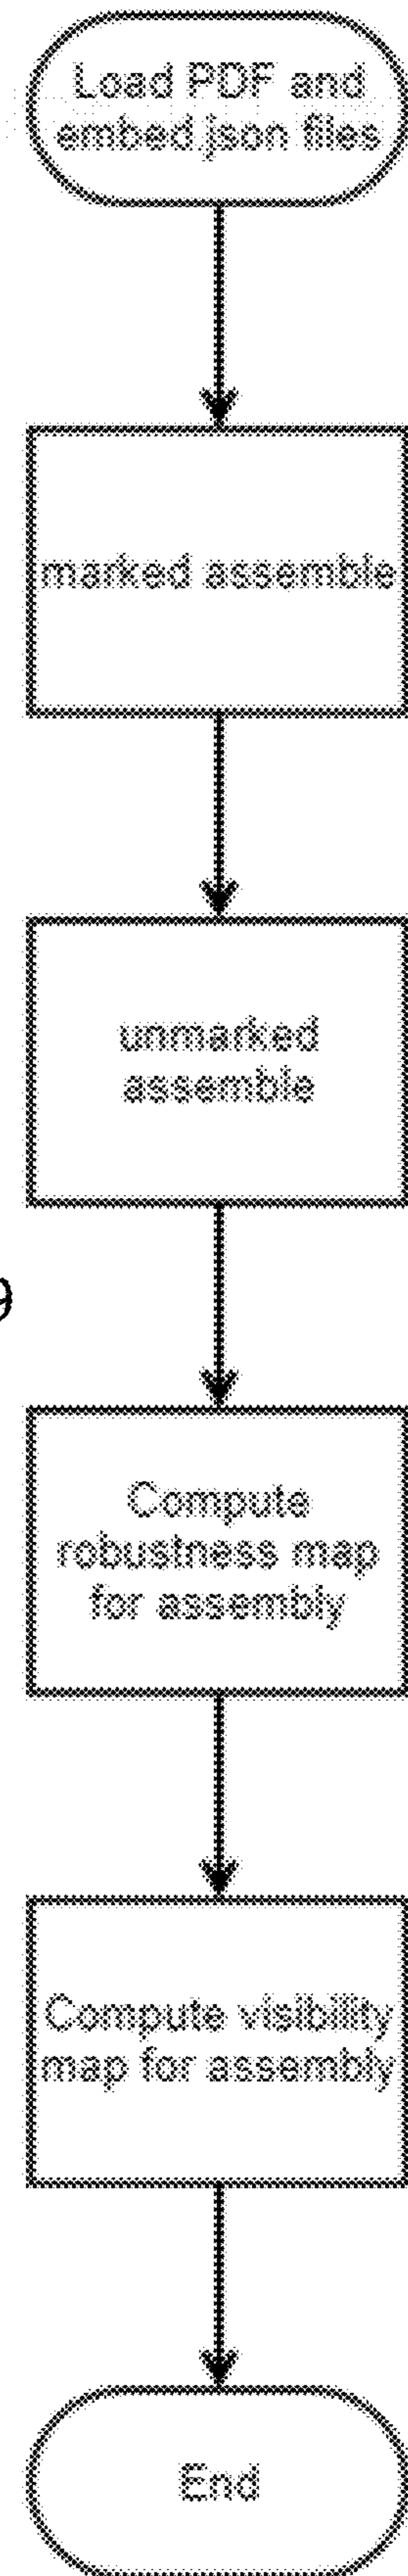 Load PDF and
embed json files
marked assemble
unmarked
assemble
Compute
robustness map
for assembly
Compute visibility
map for assembly
End